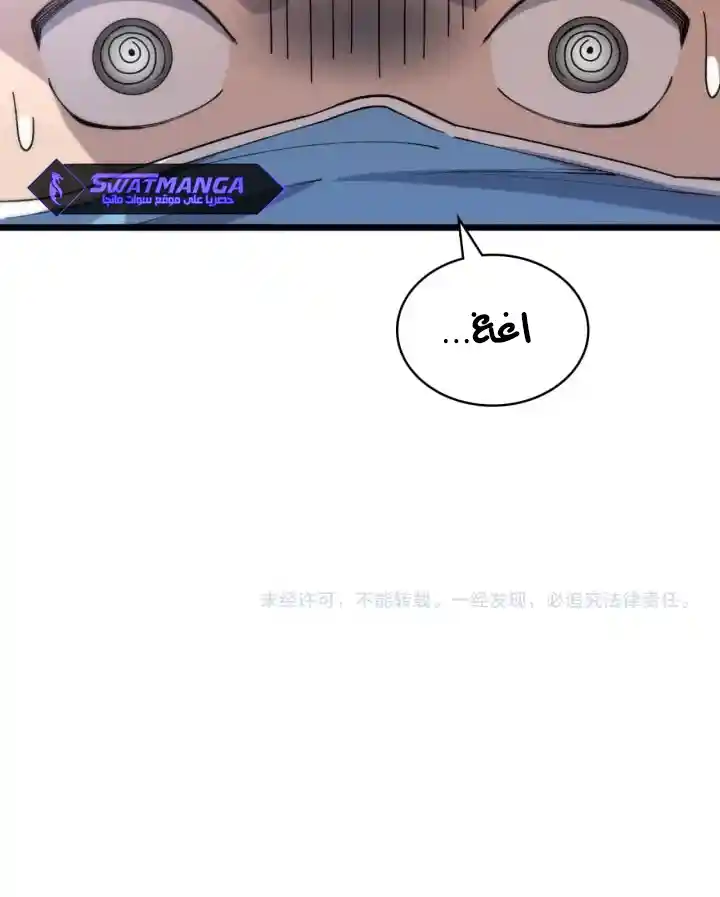 SWATMANGA
حصريا على موقع سوات مانجا
اغغ...
未经许可，不能转载。一经发现，必追究法律责任。